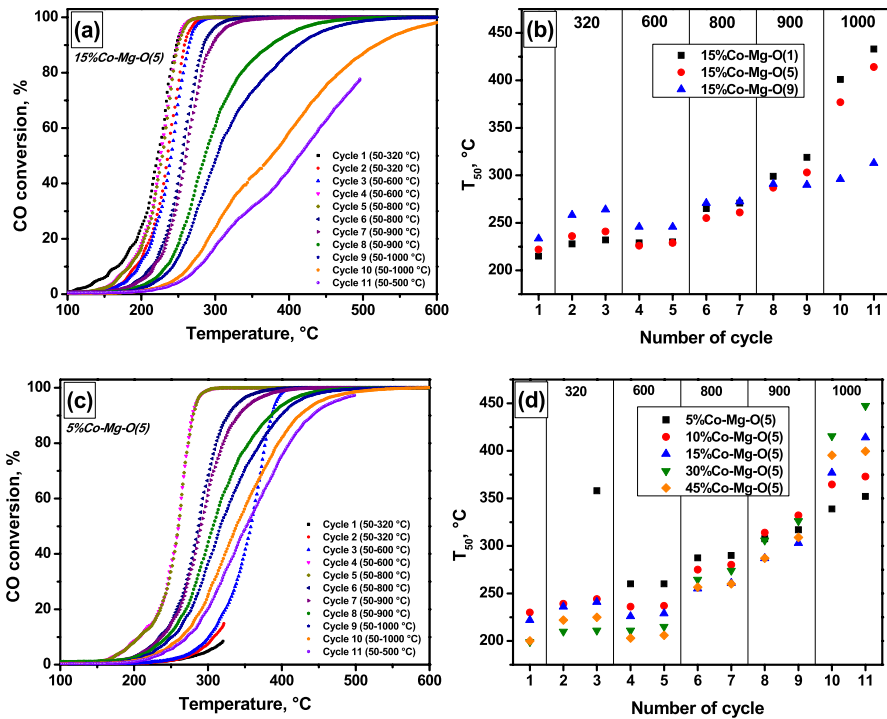 (a)
15%Co-Mg-O(5)
100
80
60
40
20
0
CO conversion, %
Cycle 1 (50-320 °C)
Cycle 2 (50-320 °C)
Cycle 3 (50-600 °C)
Cycle 4 (50-600 °C)
Cycle 5 (50-800 °C)
Cycle 6 (50-800 °C)
Cycle 7 (50-900 °C)
Cycle 8 (50-900 °C)
Cycle 9 (50-1000 °C)
Cycle 10 (50-1000 °C)
Cycle 11 (50-500 °C)
100 200 300 400 500 600
Temperature, °C
(b)
320 600 800 900 1000
15%Co-Mg-O(1)
15%Co-Mg-O(5)
15%Co-Mg-O(9)
450
400
350
300
250
200
T50, °C
1 2 3 4 5 6 7 8 9 10 11
Number of cycle
(c)
5%Co-Mg-O(5)
100
80
60
40
20
0
CO conversion, %
Cycle 1 (50-320 °C)
Cycle 2 (50-320 °C)
Cycle 3 (50-600 °C)
Cycle 4 (50-600 °C)
Cycle 5 (50-800 °C)
Cycle 6 (50-800 °C)
Cycle 7 (50-900 °C)
Cycle 8 (50-900 °C)
Cycle 9 (50-1000 °C)
Cycle 10 (50-1000 °C)
Cycle 11 (50-500 °C)
100 200 300 400 500 600
Temperature, °C
(d)
320 600 800 900 1000
5%Co-Mg-O(5)
10%Co-Mg-O(5)
15%Co-Mg-O(5)
30%Co-Mg-O(5)
45%Co-Mg-O(5)
450
400
350
300
250
200
T50, °C
1 2 3 4 5 6 7 8 9 10 11
Number of cycle